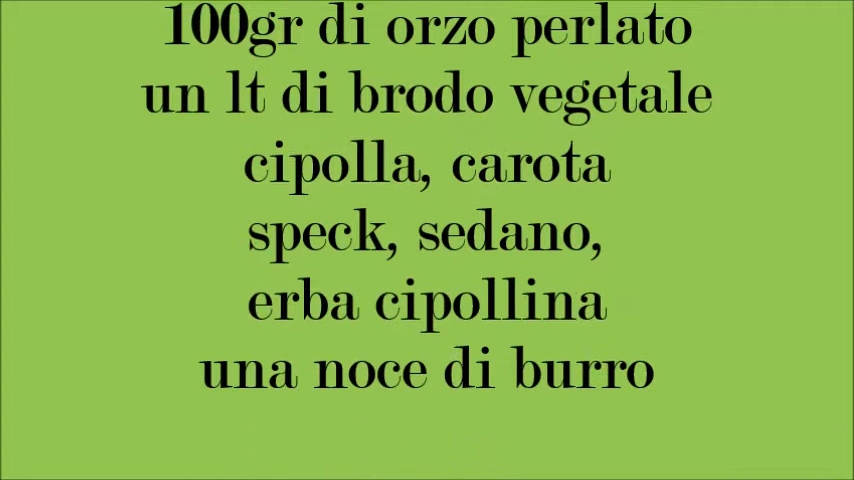 100gr di orzo perlato
un lt di brodo vegetale
cipolla, carota
speck, sedano,
erba cipollina
una noce di burro